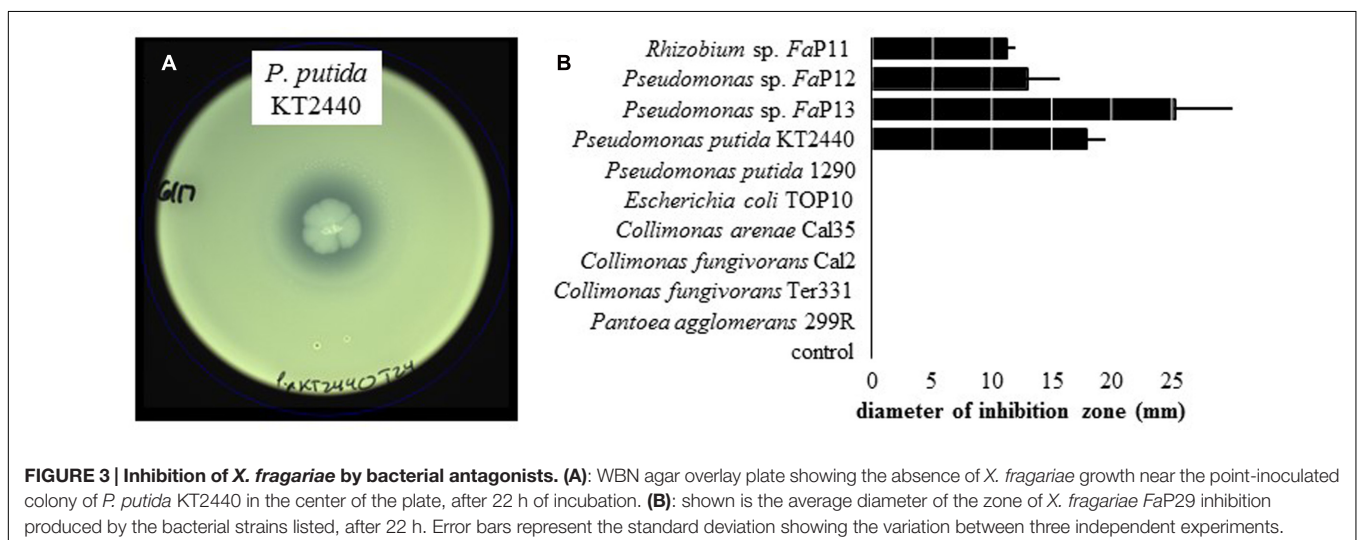 A
P. putida
KT2440
6/17
KT2440 T24
B
Rhizobium sp. FaP11
Pseudomonas sp. FaP12
Pseudomonas sp. FaP13
Pseudomonas putida KT2440
Pseudomonas putida 1290
Escherichia coli TOP10
Collimonas arenae Cal35
Collimonas fungivorans Cal2
Collimonas fungivorans Ter331
Pantoea agglomerans 299R
control
0 5 10 15 20 25
diameter of inhibition zone (mm)
FIGURE 3 | Inhibition of X. fragariae by bacterial antagonists. (A): WBN agar overlay plate showing the absence of X. fragariae growth near the point-inoculated
colony of P. putida KT2440 in the center of the plate, after 22 h of incubation. (B): shown is the average diameter of the zone of X. fragariae FaP29 inhibition
produced by the bacterial strains listed, after 22 h. Error bars represent the standard deviation showing the variation between three independent experiments.